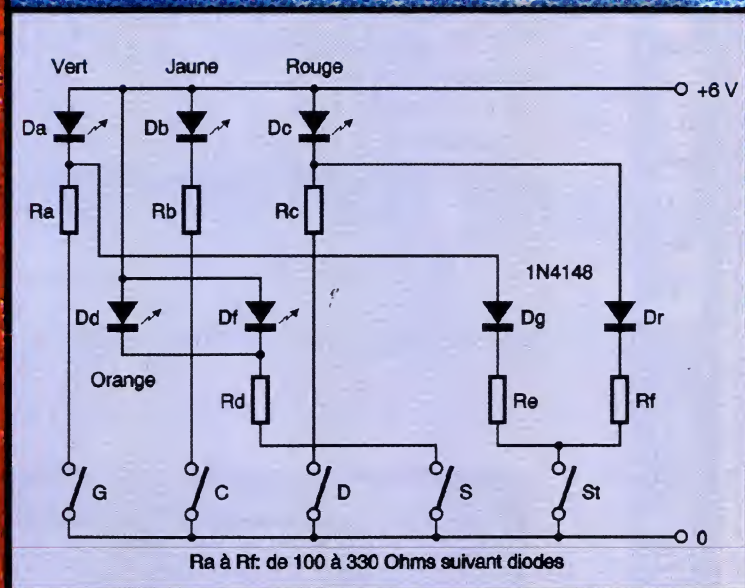 Vert Jaune Rouge
+6 V
Da Db Dc
Ra Rb Rc
1N4148
Dd Df Dg Dr
Orange
Rd Re Rf
G C D S St
0
Ra à Rf: de 100 à 330 Ohms suivant diodes